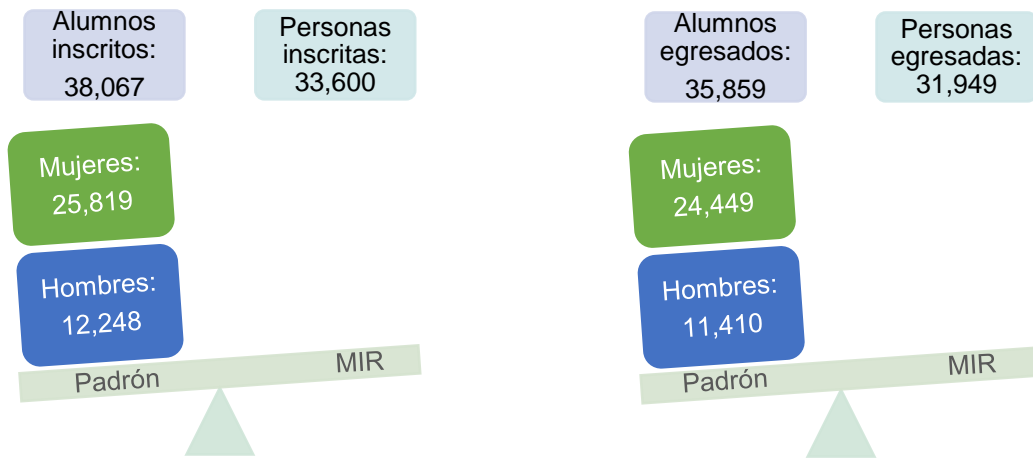 Alumnos
inscritos:
38,067
Personas
inscritas:
33,600
Mujeres:
25,819
Hombres:
12,248
Padrón
MIR
Alumnos
egresados:
35,859
Personas
egresadas:
31,949
Mujeres:
24,449
Hombres:
11,410
Padrón
MIR